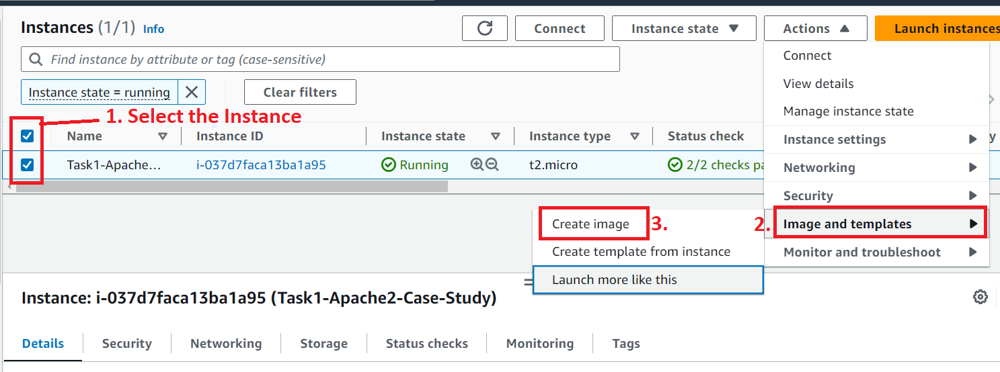 Instances (1/1) Info
Connect
Instance state
Actions
Launch instances
Find instance by attribute or tag (case-sensitive)
Instance state = running
Clear filters
1. Select the Instance
Name
Instance ID
Instance state
Instance type
Status check
Task1-Apache...
i-037d7faca13ba1a95
Running
t2.micro
2/2 checks pa
Connect
View details
Manage instance state
Instance settings
Networking
Security
2. Image and templates
Monitor and troubleshoot
Create image 3.
Create template from instance
Launch more like this
Instance: i-037d7faca13ba1a95 (Task1-Apache2-Case-Study)
Details
Security
Networking
Storage
Status checks
Monitoring
Tags